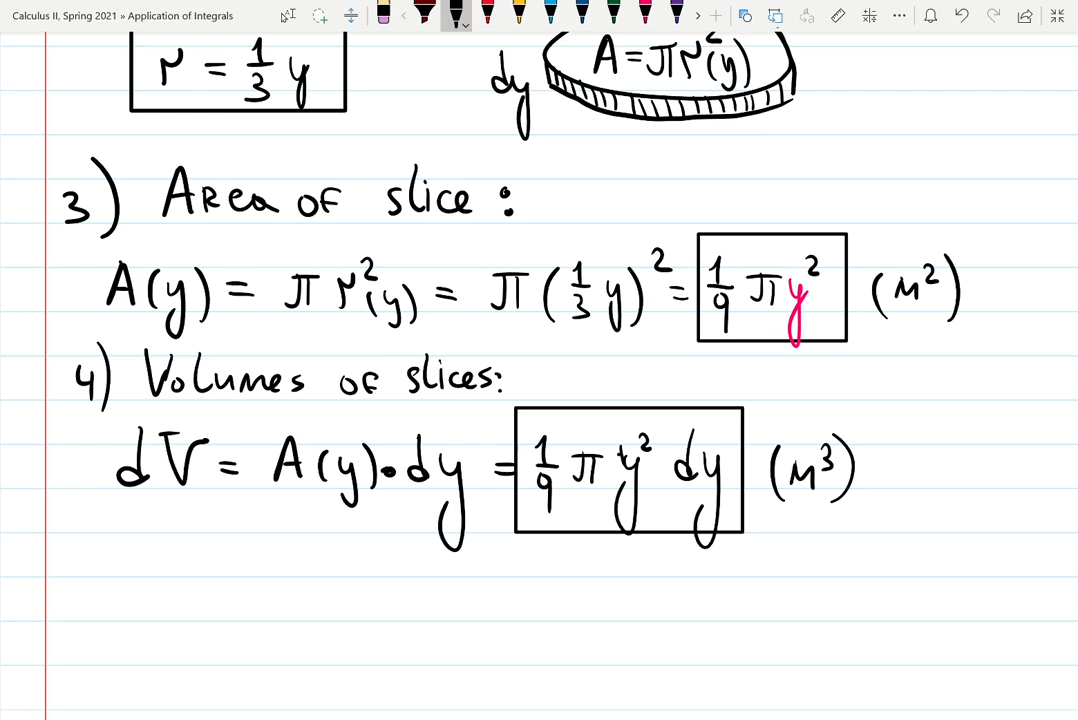 Calculus II, Spring 2021 » Application of Integrals
r = 1/3 y
dy
A = πr²(y)
3) Area of slice:
A(y) = πr²(y) = π(1/3 y)² = 1/9 πy² (m²)
4) Volumes of slices:
dV = A(y)·dy = 1/9 π y² dy (m³)